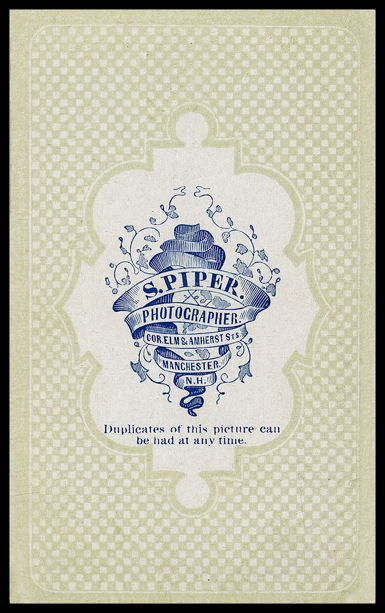 S. PIPER.
PHOTOGRAPHER.
COR. ELM & AMHERST STS.
MANCHESTER,
N.H.
Duplicates of this picture can
be had at any time.